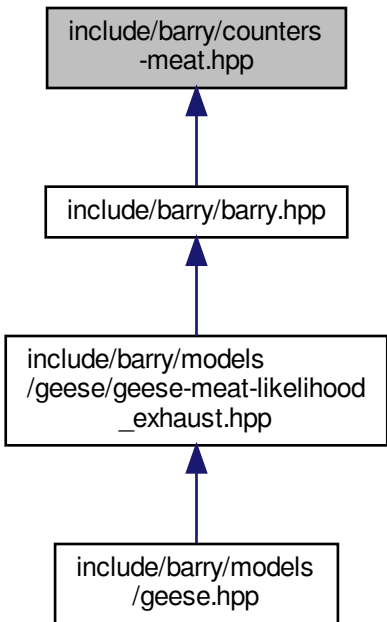 include/barry/counters
-meat.hpp
include/barry/barry.hpp
include/barry/models
/geese/geese-meat-likelihood
_exhaust.hpp
include/barry/models
/geese.hpp